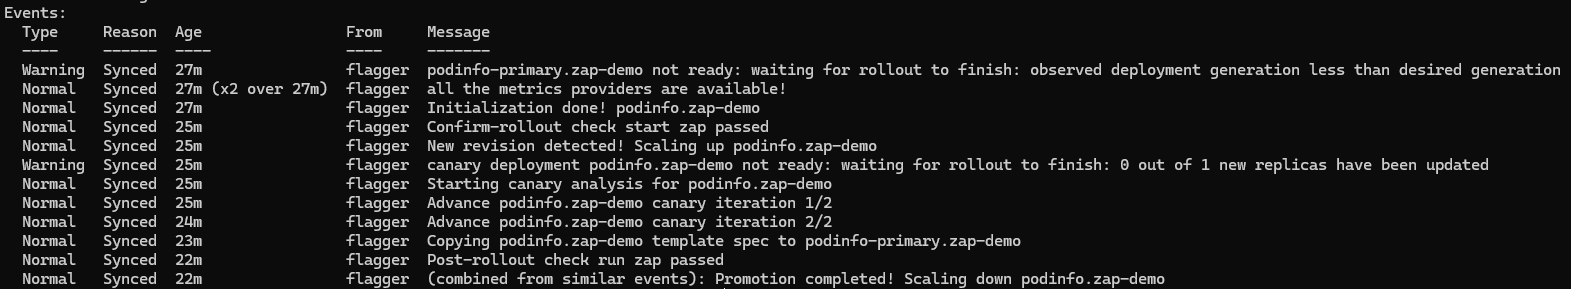 Events:
Type     Reason  Age                 From     Message
----     ------  ----                ----     -------
Warning  Synced  27m                 flagger  podinfo-primary.zap-demo not ready: waiting for rollout to finish: observed deployment generation less than desired generation
Normal   Synced  27m (x2 over 27m)  flagger  all the metrics providers are available!
Normal   Synced  27m                 flagger  Initialization done! podinfo.zap-demo
Normal   Synced  25m                 flagger  Confirm-rollout check start zap passed
Normal   Synced  25m                 flagger  New revision detected! Scaling up podinfo.zap-demo
Warning  Synced  25m                 flagger  canary deployment podinfo.zap-demo not ready: waiting for rollout to finish: 0 out of 1 new replicas have been updated
Normal   Synced  25m                 flagger  Starting canary analysis for podinfo.zap-demo
Normal   Synced  25m                 flagger  Advance podinfo.zap-demo canary iteration 1/2
Normal   Synced  24m                 flagger  Advance podinfo.zap-demo canary iteration 2/2
Normal   Synced  23m                 flagger  Copying podinfo.zap-demo template spec to podinfo-primary.zap-demo
Normal   Synced  22m                 flagger  Post-rollout check run zap passed
Normal   Synced  22m                 flagger  (combined from similar events): Promotion completed! Scaling down podinfo.zap-demo